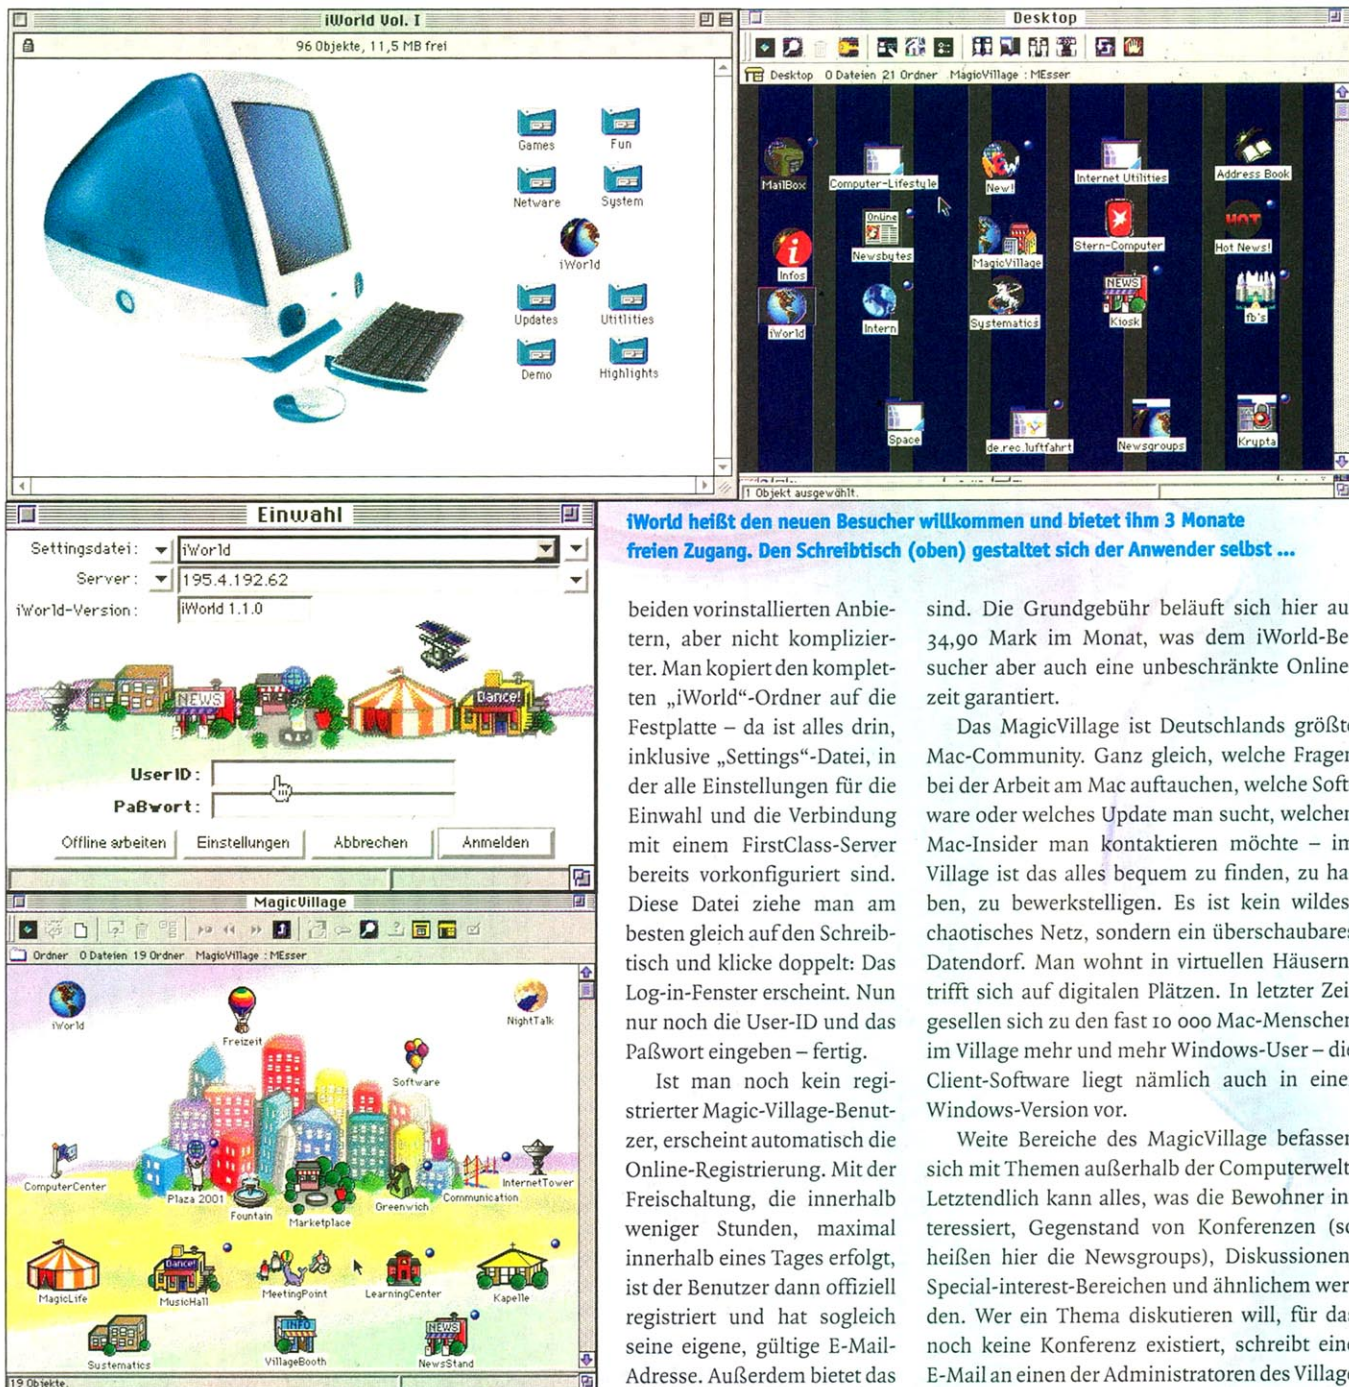 iWorld Vol. I
96 Objekte, 11,5 MB frei
Games
Fun
Netware
System
iWorld
Updates
Utitlities
Demo
Highlights
Desktop
Desktop 0 Dateien 21 Ordner MagicVillage : MEsser
MailBox
Computer-Lifestyle
New!
Internet Utilities
Address Book
OnLine
Newsbytes
MagicVillage
Stern-Computer
HOT
Hot News!
Infos
iWorld
Intern
Systematics
NEWS
Kiosk
fb's
Space
de.rec.luftfahrt
Newsgroups
Krypta
1 Objekt ausgewählt.
Einwahl
Settingsdatei: iWorld
Server: 195.4.192.62
iWorld-Version: iWorld 1.1.0
NEWS
Dance!
User ID:
Paßwort:
Offline arbeiten Einstellungen Abbrechen Anmelden
MagicVillage
Ordner 0 Dateien 19 Ordner MagicVillage : MEsser
iWorld
Freizeit
NightTalk
Software
ComputerCenter
Plaza 2001
Fountain
Marketplace
Greenwich
Communication
InternetTower
MagicLife
Dance!
MusicHall
MeetingPoint
LearningCenter
Kapelle
Sustematics
INFO
VillageBooth
NEWS
NewsStand
19 Objekte.
iWorld heißt den neuen Besucher willkommen und bietet ihm 3 Monate
freien Zugang. Den Schreibtisch (oben) gestaltet sich der Anwender selbst ...
beiden vorinstallierten Anbie-
tern, aber nicht komplizier-
ter. Man kopiert den komplet-
ten „iWorld“-Ordner auf die
Festplatte – da ist alles drin,
inklusive „Settings“-Datei, in
der alle Einstellungen für die
Einwahl und die Verbindung
mit einem FirstClass-Server
bereits vorkonfiguriert sind.
Diese Datei ziehe man am
besten gleich auf den Schreib-
tisch und klicke doppelt: Das
Log-in-Fenster erscheint. Nun
nur noch die User-ID und das
Paßwort eingeben – fertig.
Ist man noch kein regi-
strierter Magic-Village-Benut-
zer, erscheint automatisch die
Online-Registrierung. Mit der
Freischaltung, die innerhalb
weniger Stunden, maximal
innerhalb eines Tages erfolgt,
ist der Benutzer dann offiziell
registriert und hat sogleich
seine eigene, gültige E-Mail-
Adresse. Außerdem bietet das
sind. Die Grundgebühr beläuft sich hier au
34,90 Mark im Monat, was dem iWorld-Be
sucher aber auch eine unbeschränkte Online
zeit garantiert.
Das MagicVillage ist Deutschlands größte
Mac-Community. Ganz gleich, welche Fragen
bei der Arbeit am Mac auftauchen, welche Soft
ware oder welches Update man sucht, welchen
Mac-Insider man kontaktieren möchte – im
Village ist das alles bequem zu finden, zu ha
ben, zu bewerkstelligen. Es ist kein wildes
chaotisches Netz, sondern ein überschaubares
Datendorf. Man wohnt in virtuellen Häusern
trifft sich auf digitalen Plätzen. In letzter Zei
gesellen sich zu den fast 10 000 Mac-Menschen
im Village mehr und mehr Windows-User – die
Client-Software liegt nämlich auch in einer
Windows-Version vor.
Weite Bereiche des MagicVillage befassen
sich mit Themen außerhalb der Computerwelt
Letztendlich kann alles, was die Bewohner in
teressiert, Gegenstand von Konferenzen (so
heißen hier die Newsgroups), Diskussionen
Special-interest-Bereichen und ähnlichem wer
den. Wer ein Thema diskutieren will, für das
noch keine Konferenz existiert, schreibt eine
E-Mail an einen der Administratoren des Village